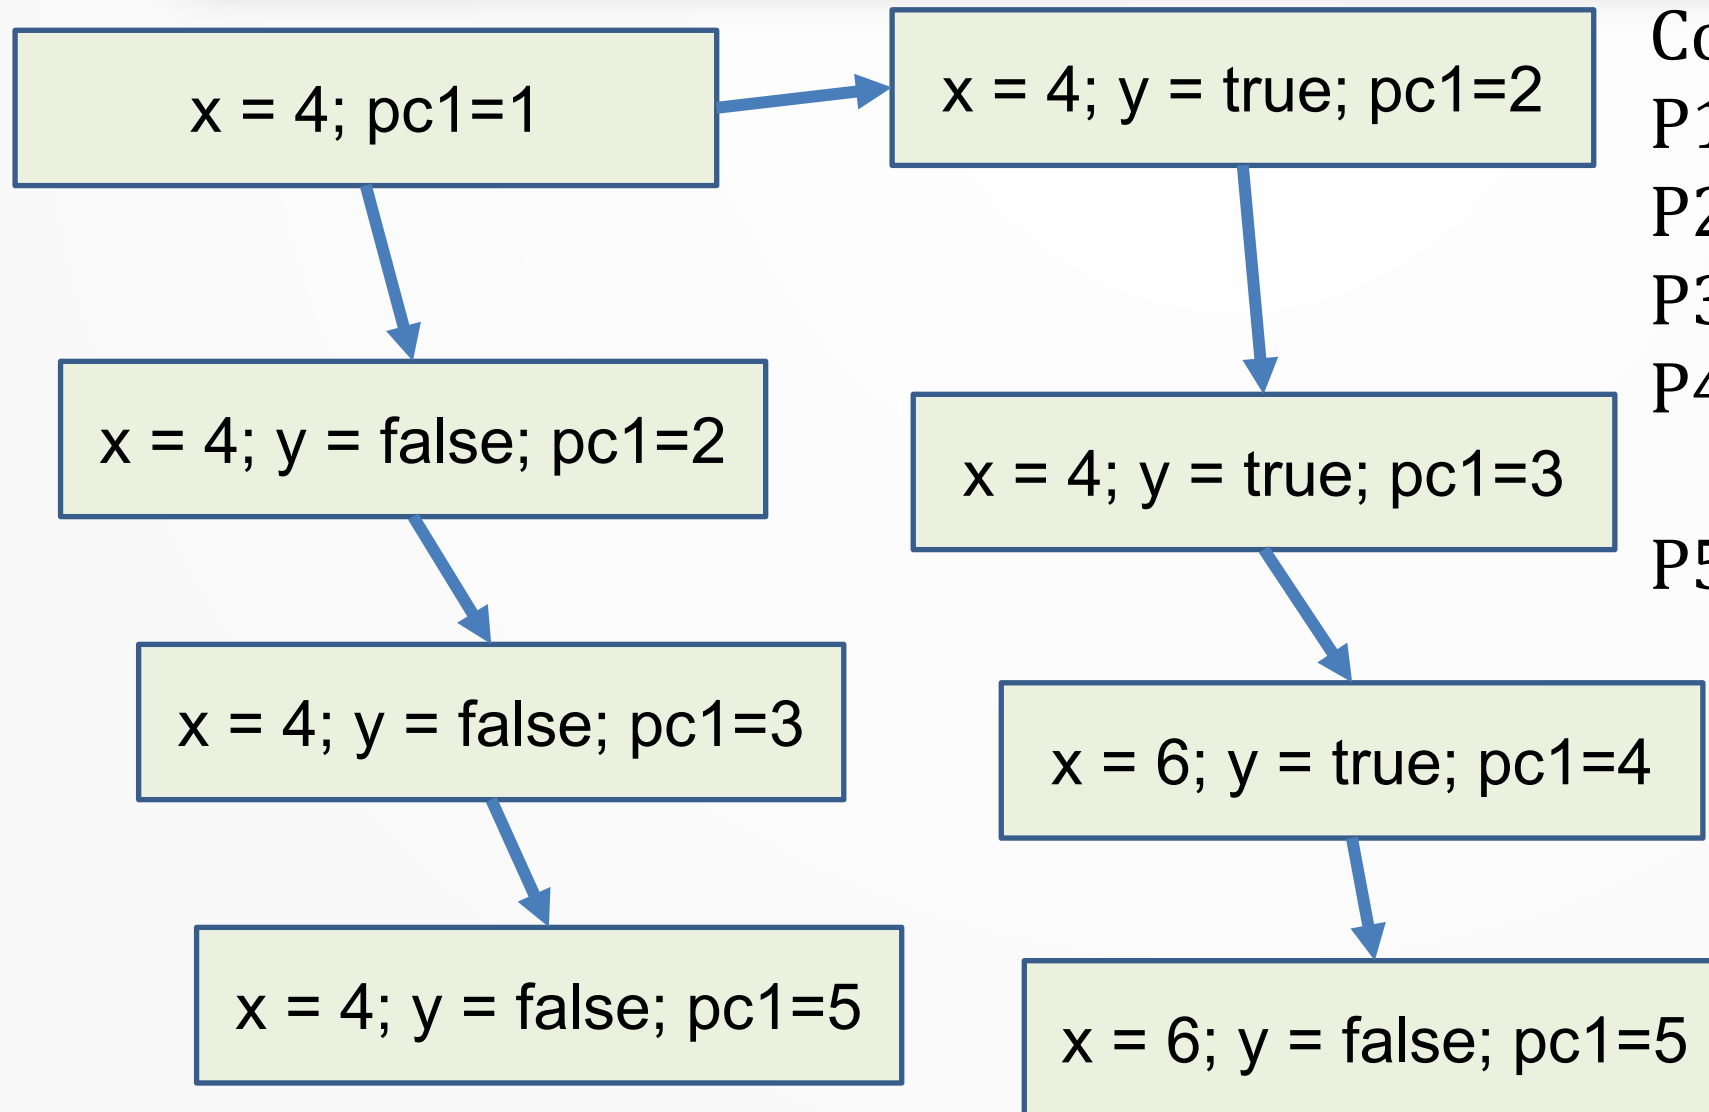 x = 4; pc1=1
x = 4; y = true; pc1=2
x = 4; y = false; pc1=2
x = 4; y = true; pc1=3
x = 4; y = false; pc1=3
x = 6; y = true; pc1=4
x = 4; y = false; pc1=5
x = 6; y = false; pc1=5